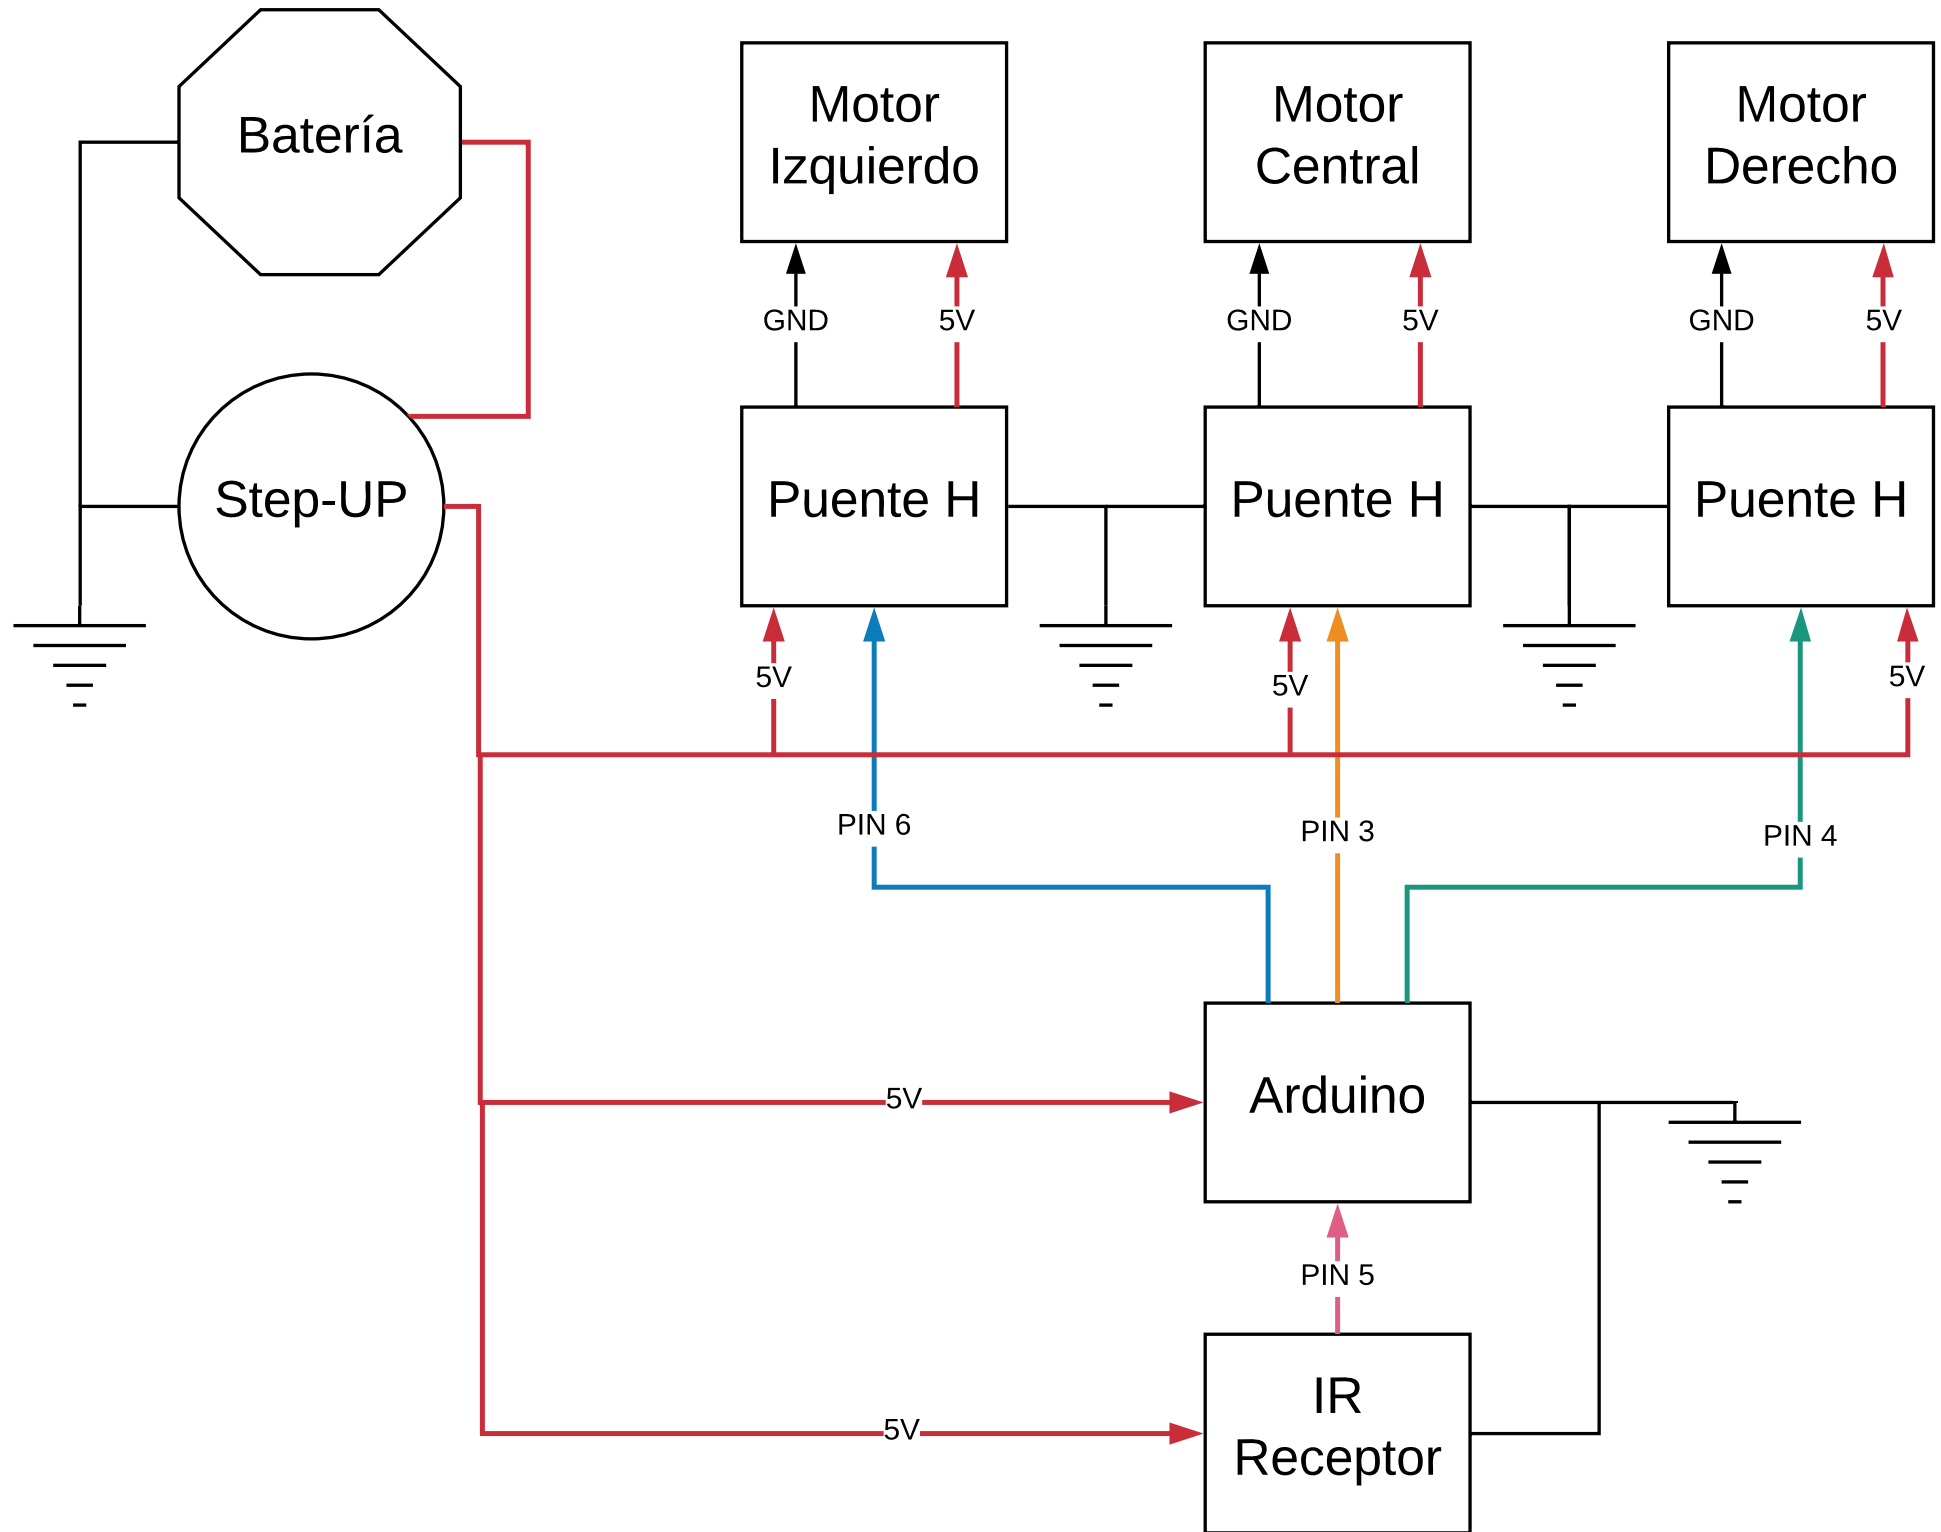 Batería
Motor
Izquierdo
Motor
Central
Motor
Derecho
GND
5V
GND
5V
GND
5V
Step-UP
Puente H
Puente H
Puente H
5V
5V
5V
PIN 6
PIN 3
PIN 4
5V
Arduino
PIN 5
5V
IR
Receptor